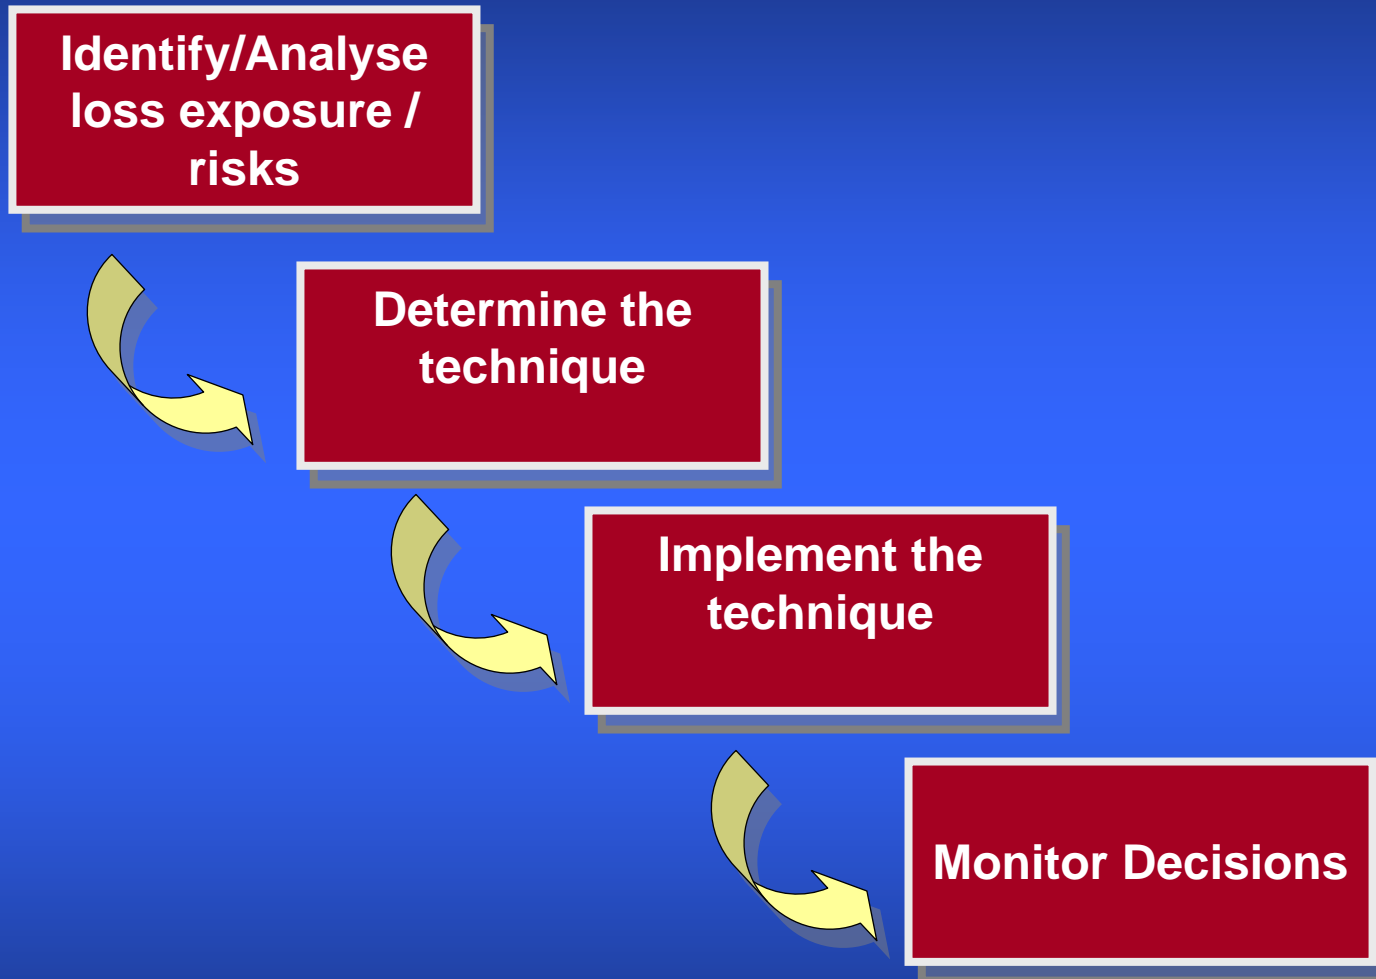 Identify/Analyse
loss exposure /
risks
Determine the
technique
Implement the
technique
Monitor Decisions